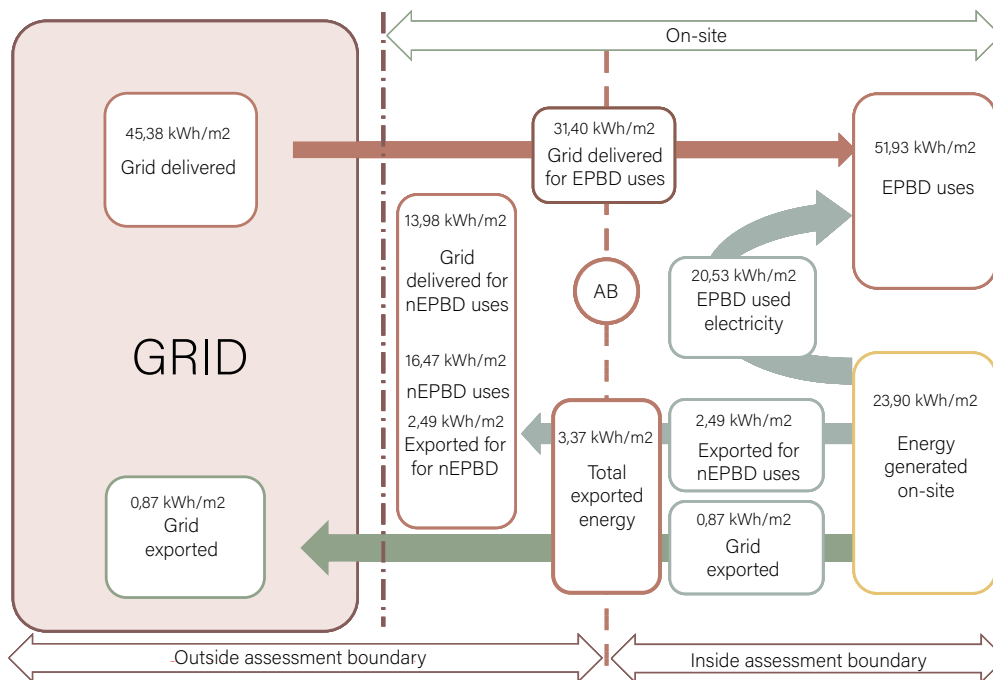 On-site
45,38 kWh/m2
Grid delivered
31,40 kWh/m2
Grid delivered
for EPBD uses
51,93 kWh/m2
EPBD uses
13,98 kWh/m2
Grid
delivered for
nEPBD uses
16,47 kWh/m2
nEPBD uses
2,49 kWh/m2
Exported for
for nEPBD
AB
20,53 kWh/m2
EPBD used
electricity
GRID
3,37 kWh/m2
Total
exported
energy
2,49 kWh/m2
Exported for
nEPBD uses
23,90 kWh/m2
Energy
generated
on-site
0,87 kWh/m2
Grid
exported
0,87 kWh/m2
Grid
exported
Outside assessment boundary
Inside assessment boundary